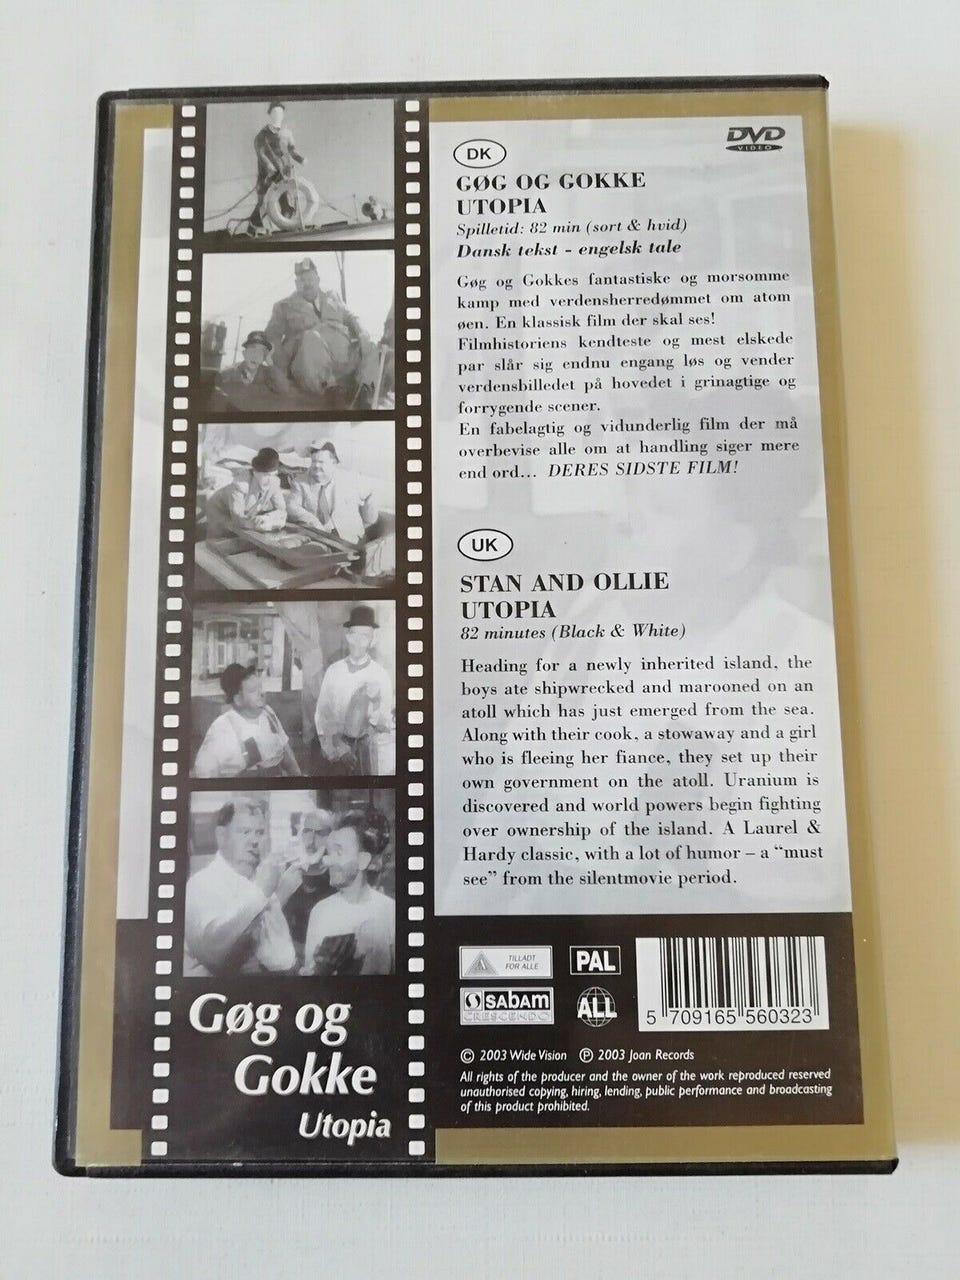 DK
DVD
VIDEO
GØG OG GOKKE
UTOPIA
Spilletid: 82 min (sort & hvid)
Dansk tekst - engelsk tale
Gøg og Gokkes fantastiske og morsomme
kamp med verdensherredømmet om atom
øen. En klassisk film der skal ses!
Filmhistoriens kendteste og mest elskede
par slår sig endnu engang løs og vender
verdensbilledet på hovedet i grinagtige og
forrygende scener.
En fabelagtig og vidunderlig film der må
overbevise alle om at handling siger mere
end ord... DERES SIDSTE FILM!
UK
STAN AND OLLIE
UTOPIA
82 minutes (Black & White)
Heading for a newly inherited island, the
boys ate shipwrecked and marooned on an
atoll which has just emerged from the sea.
Along with their cook, a stowaway and a girl
who is fleeing her fiance, they set up their
own government on the atoll. Uranium is
discovered and world powers begin fighting
over ownership of the island. A Laurel &
Hardy classic, with a lot of humor – a “must
see” from the silentmovie period.
TILLADT
FOR ALLE
PAL
sabam
CRESCENDO
ALL
5 709165 560323
© 2003 Wide Vision ℗ 2003 Joan Records
All rights of the producer and the owner of the work reproduced reserved
unauthorised copying, hiring, lending, public performance and broadcasting
of this product prohibited.
Gøg og
Gokke
Utopia